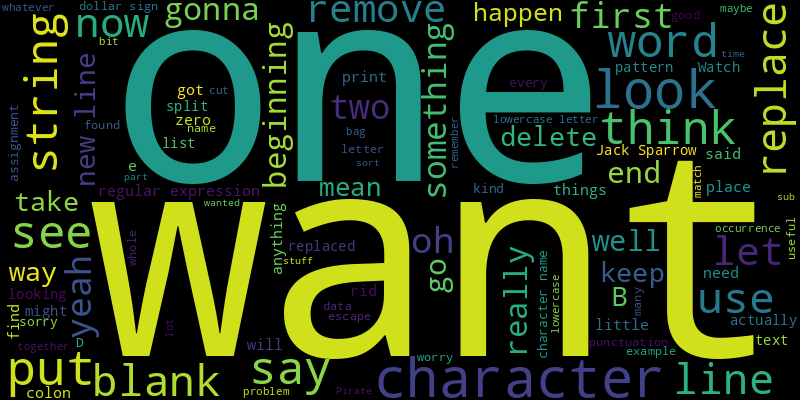 whatever
dollar sign
gonna
remove
happen
first
good
maybe
now
bit
string
new line
one
beginning
something
word
replace
pattern
Watch
time
look
print
every
got
cut
split
zero
name
list
two
bag
letter
sort
remember
lowercase letter
delete
think
assignment
found
e
part
Jack Sparrow
said
end
match
regular expression
mean
kind
things
place
sub
take
wanted
want
see
whole
anything
replaced
stuff
oh
go
well
occurrence
let
useful
way
yeah
looking
rid
data
escape
really
character name
lowercase
keep
need
B
many
use
find
might
sorry
lot
little
actually
together
D
will
punctuation
text
example
put
colon
blank
say
problem
Pirate
worry
character
line